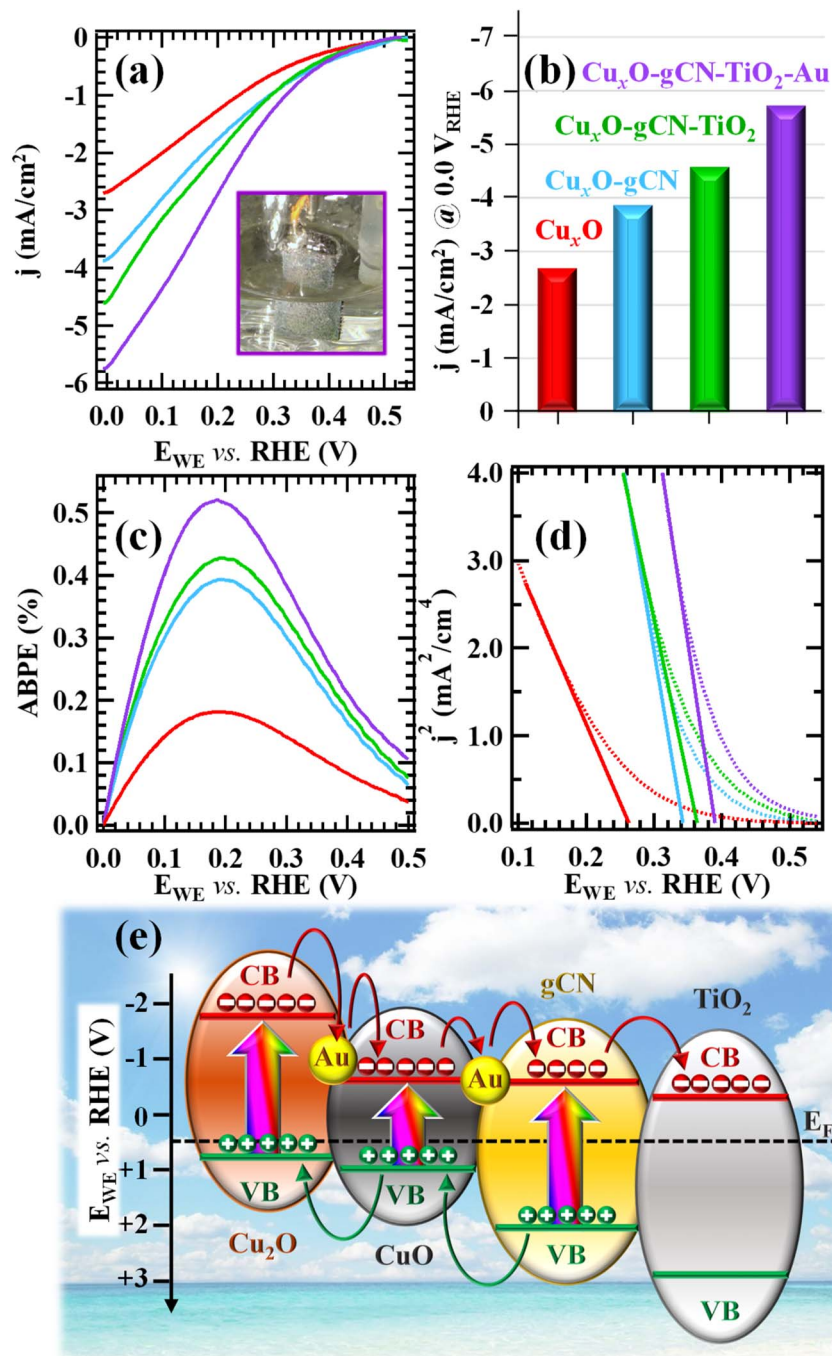 (a)
0
-1
-2
-3
-4
-5
-6
j (mA/cm²)
0.0 0.1 0.2 0.3 0.4 0.5
E_WE vs. RHE (V)
(b)
-7
-6
-5
-4
-3
-2
-1
0
j (mA/cm²) @ 0.0 V_RHE
Cu_xO-gCN-TiO₂-Au
Cu_xO-gCN-TiO₂
Cu_xO-gCN
Cu_xO
(c)
0.5
0.4
0.3
0.2
0.1
0.0
ABPE (%)
0.0 0.1 0.2 0.3 0.4 0.5
E_WE vs. RHE (V)
(d)
4.0
3.0
2.0
1.0
0.0
j² (mA²/cm⁴)
0.1 0.2 0.3 0.4 0.5
E_WE vs. RHE (V)
(e)
E_WE vs. RHE (V)
-2
-1
0
+1
+2
+3
CB
VB
Cu₂O
Au
CB
VB
CuO
Au
gCN
CB
VB
TiO₂
CB
VB
E_F